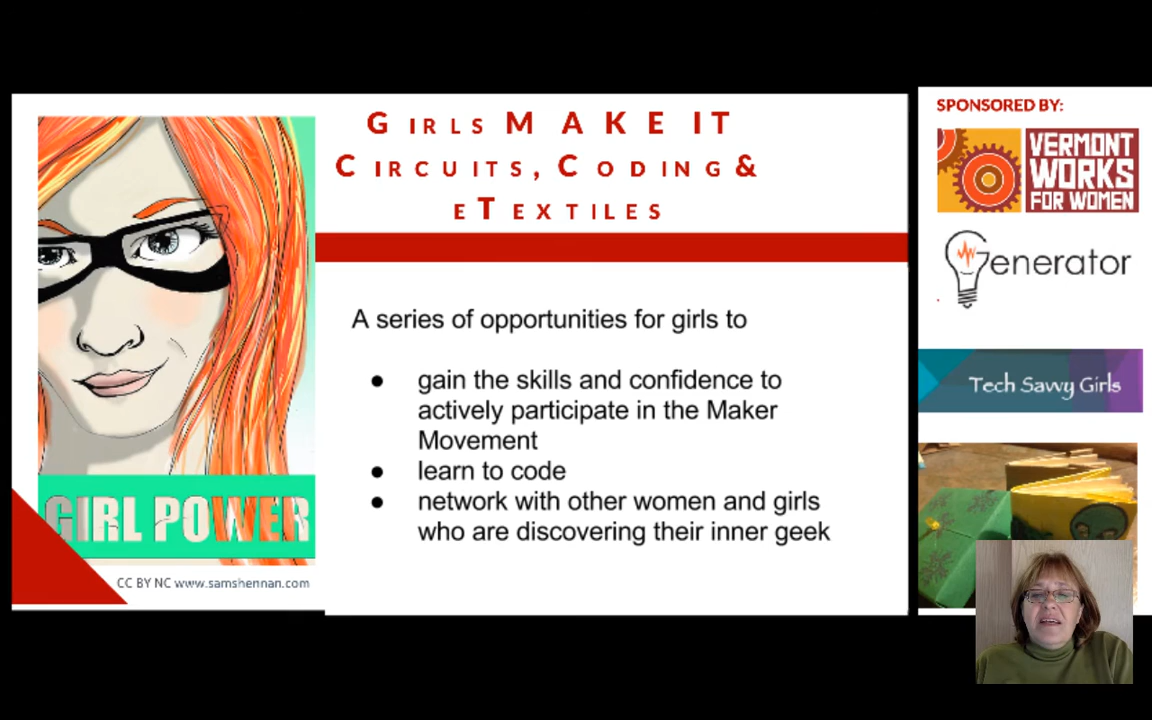 GIRLS MAKE IT
CIRCUITS, CODING &
eTEXTILES
A series of opportunities for girls to
● gain the skills and confidence to
actively participate in the Maker
Movement
● learn to code
● network with other women and girls
who are discovering their inner geek
GIRL POWER
CC BY NC www.samshennan.com
SPONSORED BY:
VERMONT
WORKS
FOR WOMEN
Generator
Tech Savvy Girls